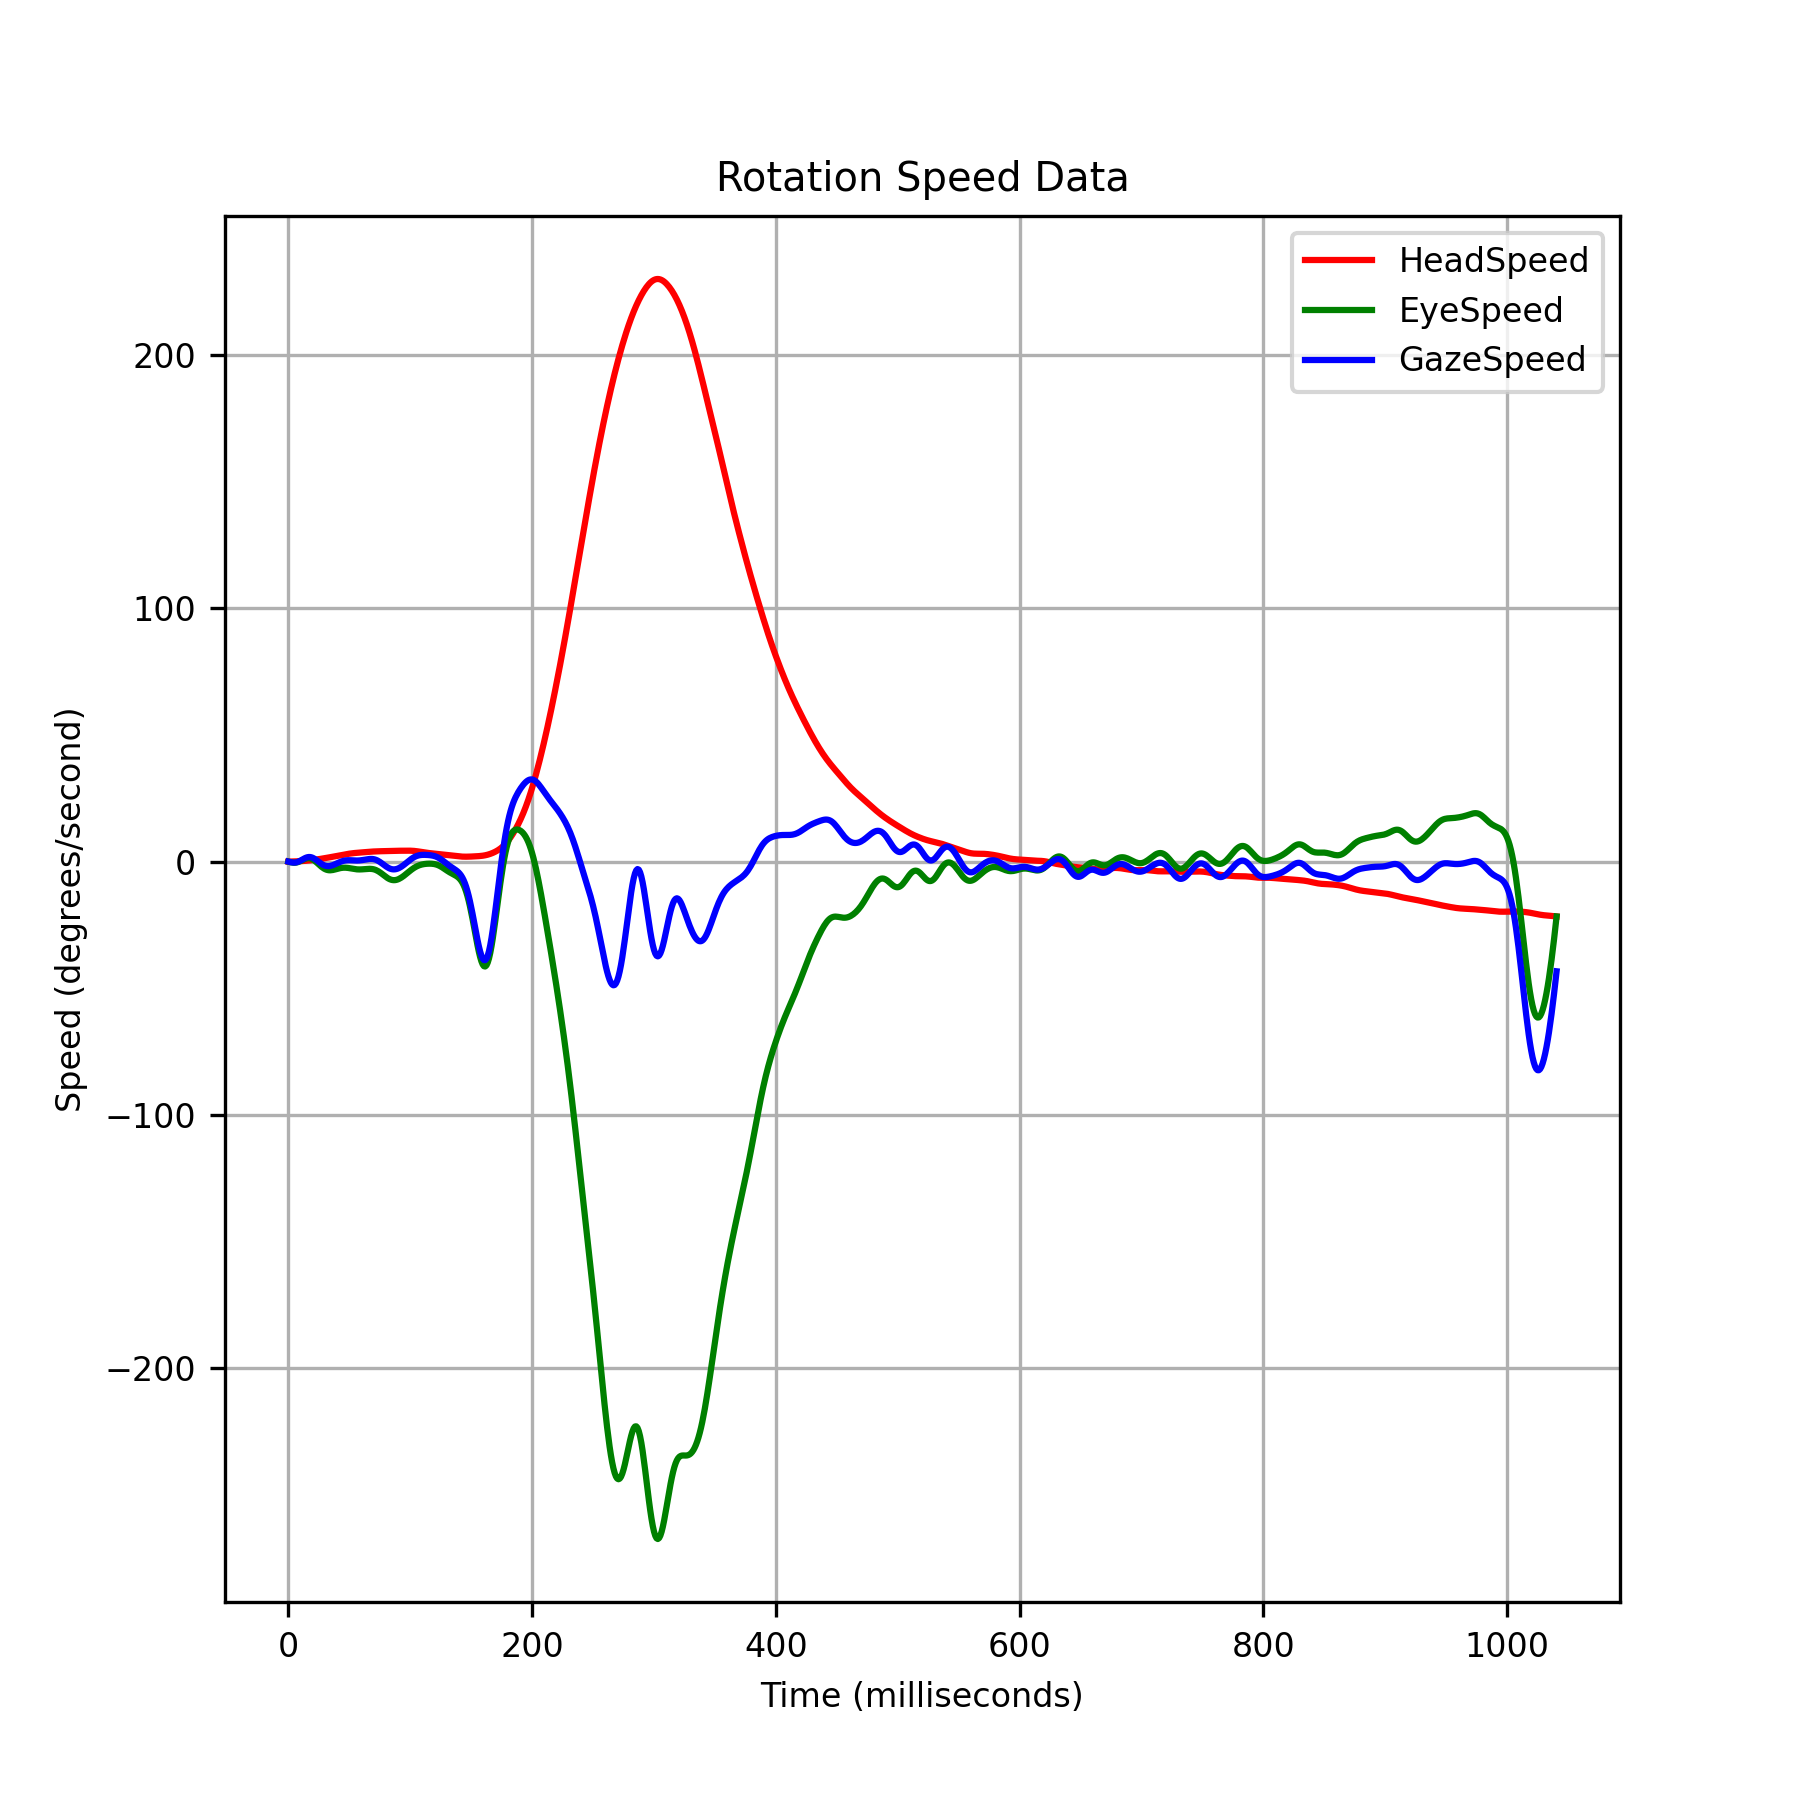 Rotation Speed Data
HeadSpeed
EyeSpeed
GazeSpeed
200
100
0
−100
−200
Speed (degrees/second)
0 200 400 600 800 1000
Time (milliseconds)